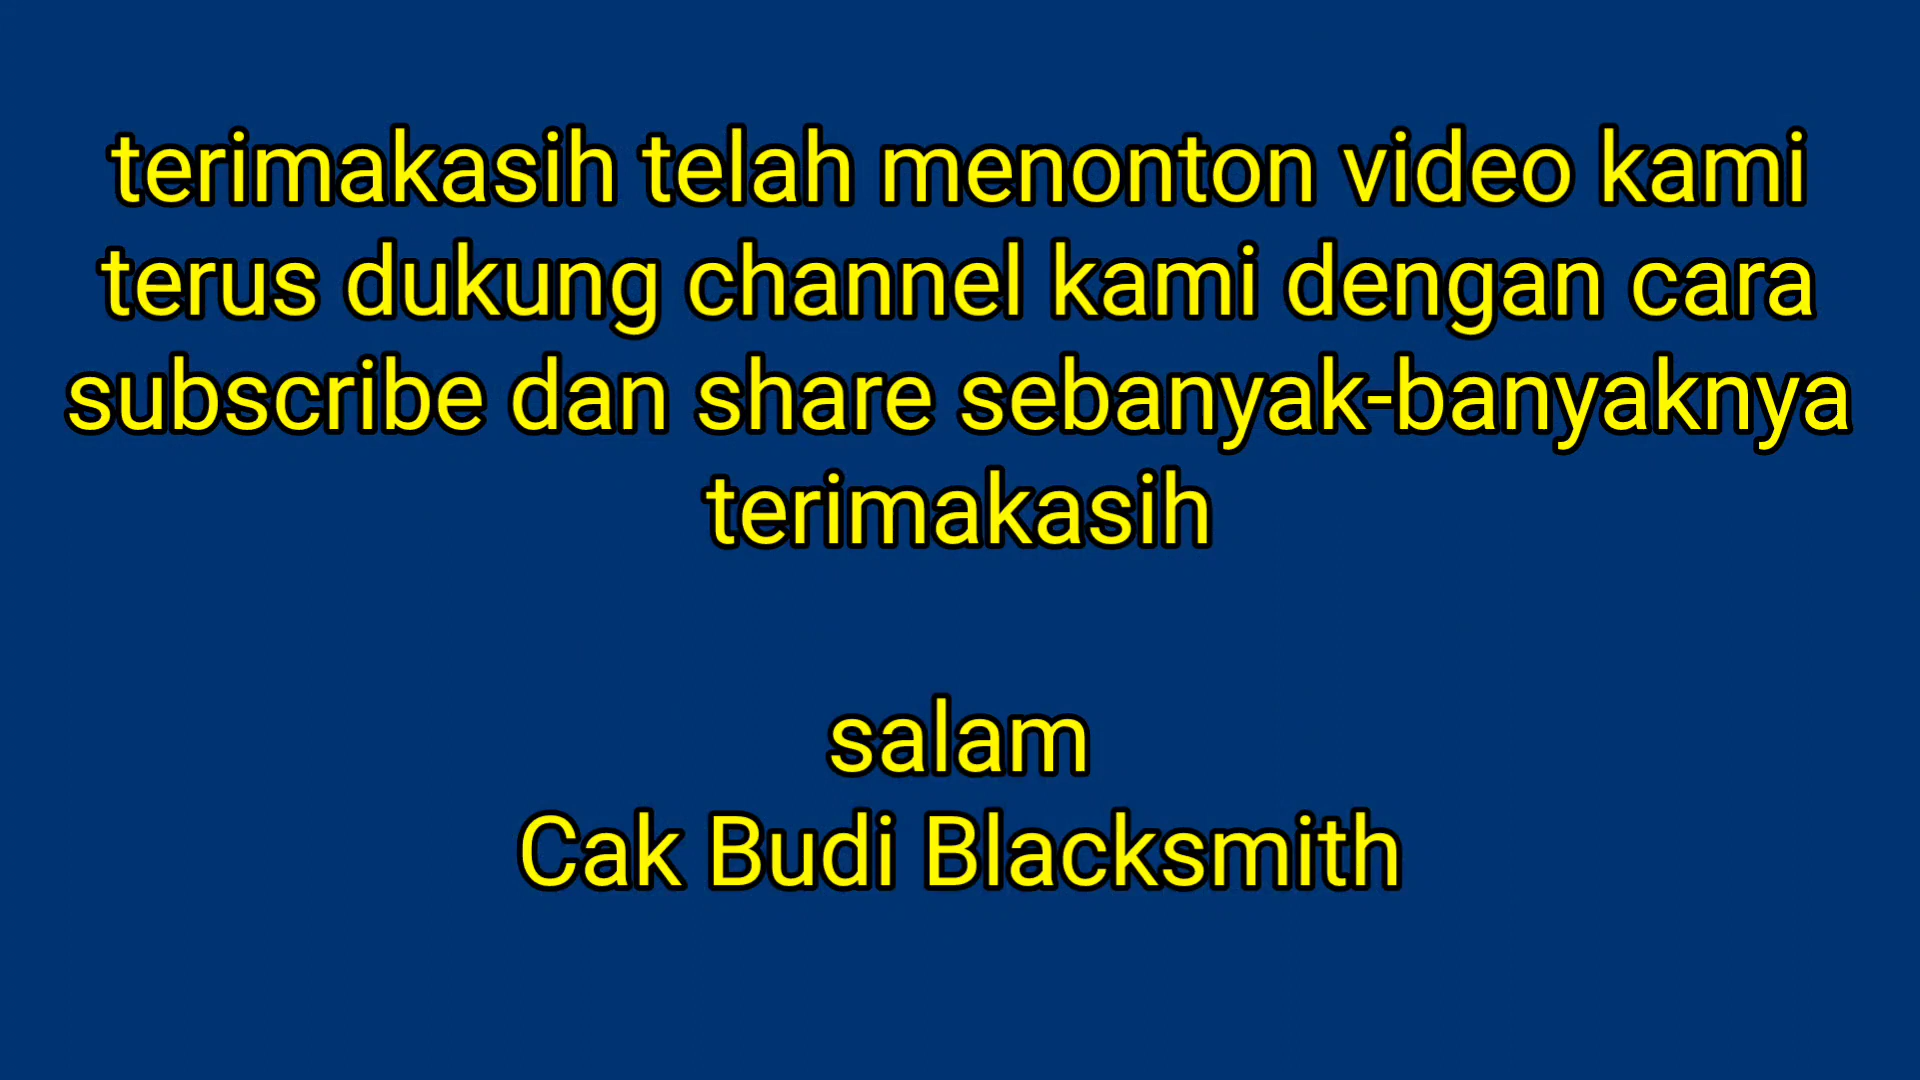 terimakasih telah menonton video kami
terus dukung channel kami dengan cara
subscribe dan share sebanyak-banyaknya
terimakasih
salam
Cak Budi Blacksmith